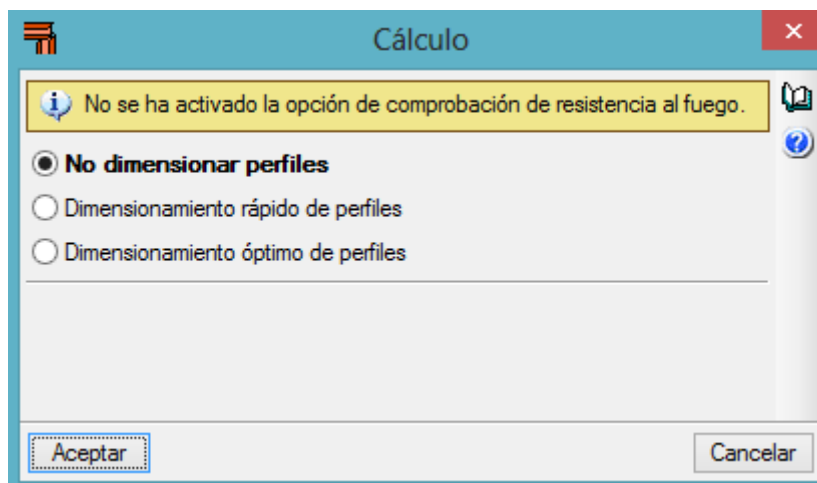 Cálculo
No se ha activado la opción de comprobación de resistencia al fuego.
No dimensionar perfiles
Dimensionamiento rápido de perfiles
Dimensionamiento óptimo de perfiles
Aceptar
Cancelar